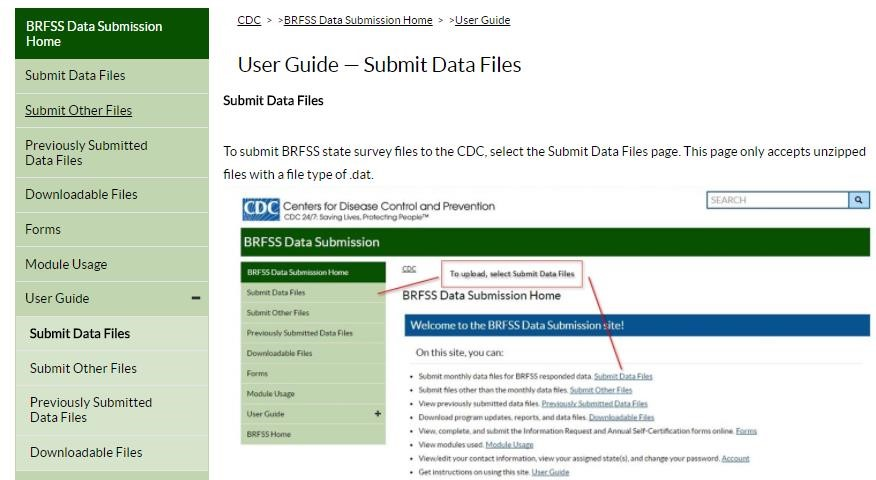 BRFSS Data Submission
Home
Submit Data Files
Submit Other Files
Previously Submitted
Data Files
Downloadable Files
Forms
Module Usage
User Guide −
Submit Data Files
Submit Other Files
Previously Submitted
Data Files
Downloadable Files
CDC > >BRFSS Data Submission Home > >User Guide
User Guide — Submit Data Files
Submit Data Files
To submit BRFSS state survey files to the CDC, select the Submit Data Files page. This page only accepts unzipped
files with a file type of .dat.
CDC Centers for Disease Control and Prevention
CDC 24/7: Saving Lives, Protecting People™
SEARCH
BRFSS Data Submission
BRFSS Data Submission Home
Submit Data Files
Submit Other Files
Previously Submitted Data Files
Downloadable Files
Forms
Module Usage
User Guide +
BRFSS Home
CDC
To upload, select Submit Data Files
BRFSS Data Submission Home
Welcome to the BRFSS Data Submission site!
On this site, you can:
• Submit monthly data files for BRFSS responded data. Submit Data Files
• Submit files other than the monthly data files. Submit Other Files
• View previously submitted data files. Previously Submitted Data Files
• Download program updates, reports, and data files. Downloadable Files
• View, complete, and submit the Information Request and Annual Self-Certification forms online. Forms
• View modules used. Module Usage
• View/edit your contact information, view your assigned state(s), and change your password. Account
• Get instructions on using this site. User Guide